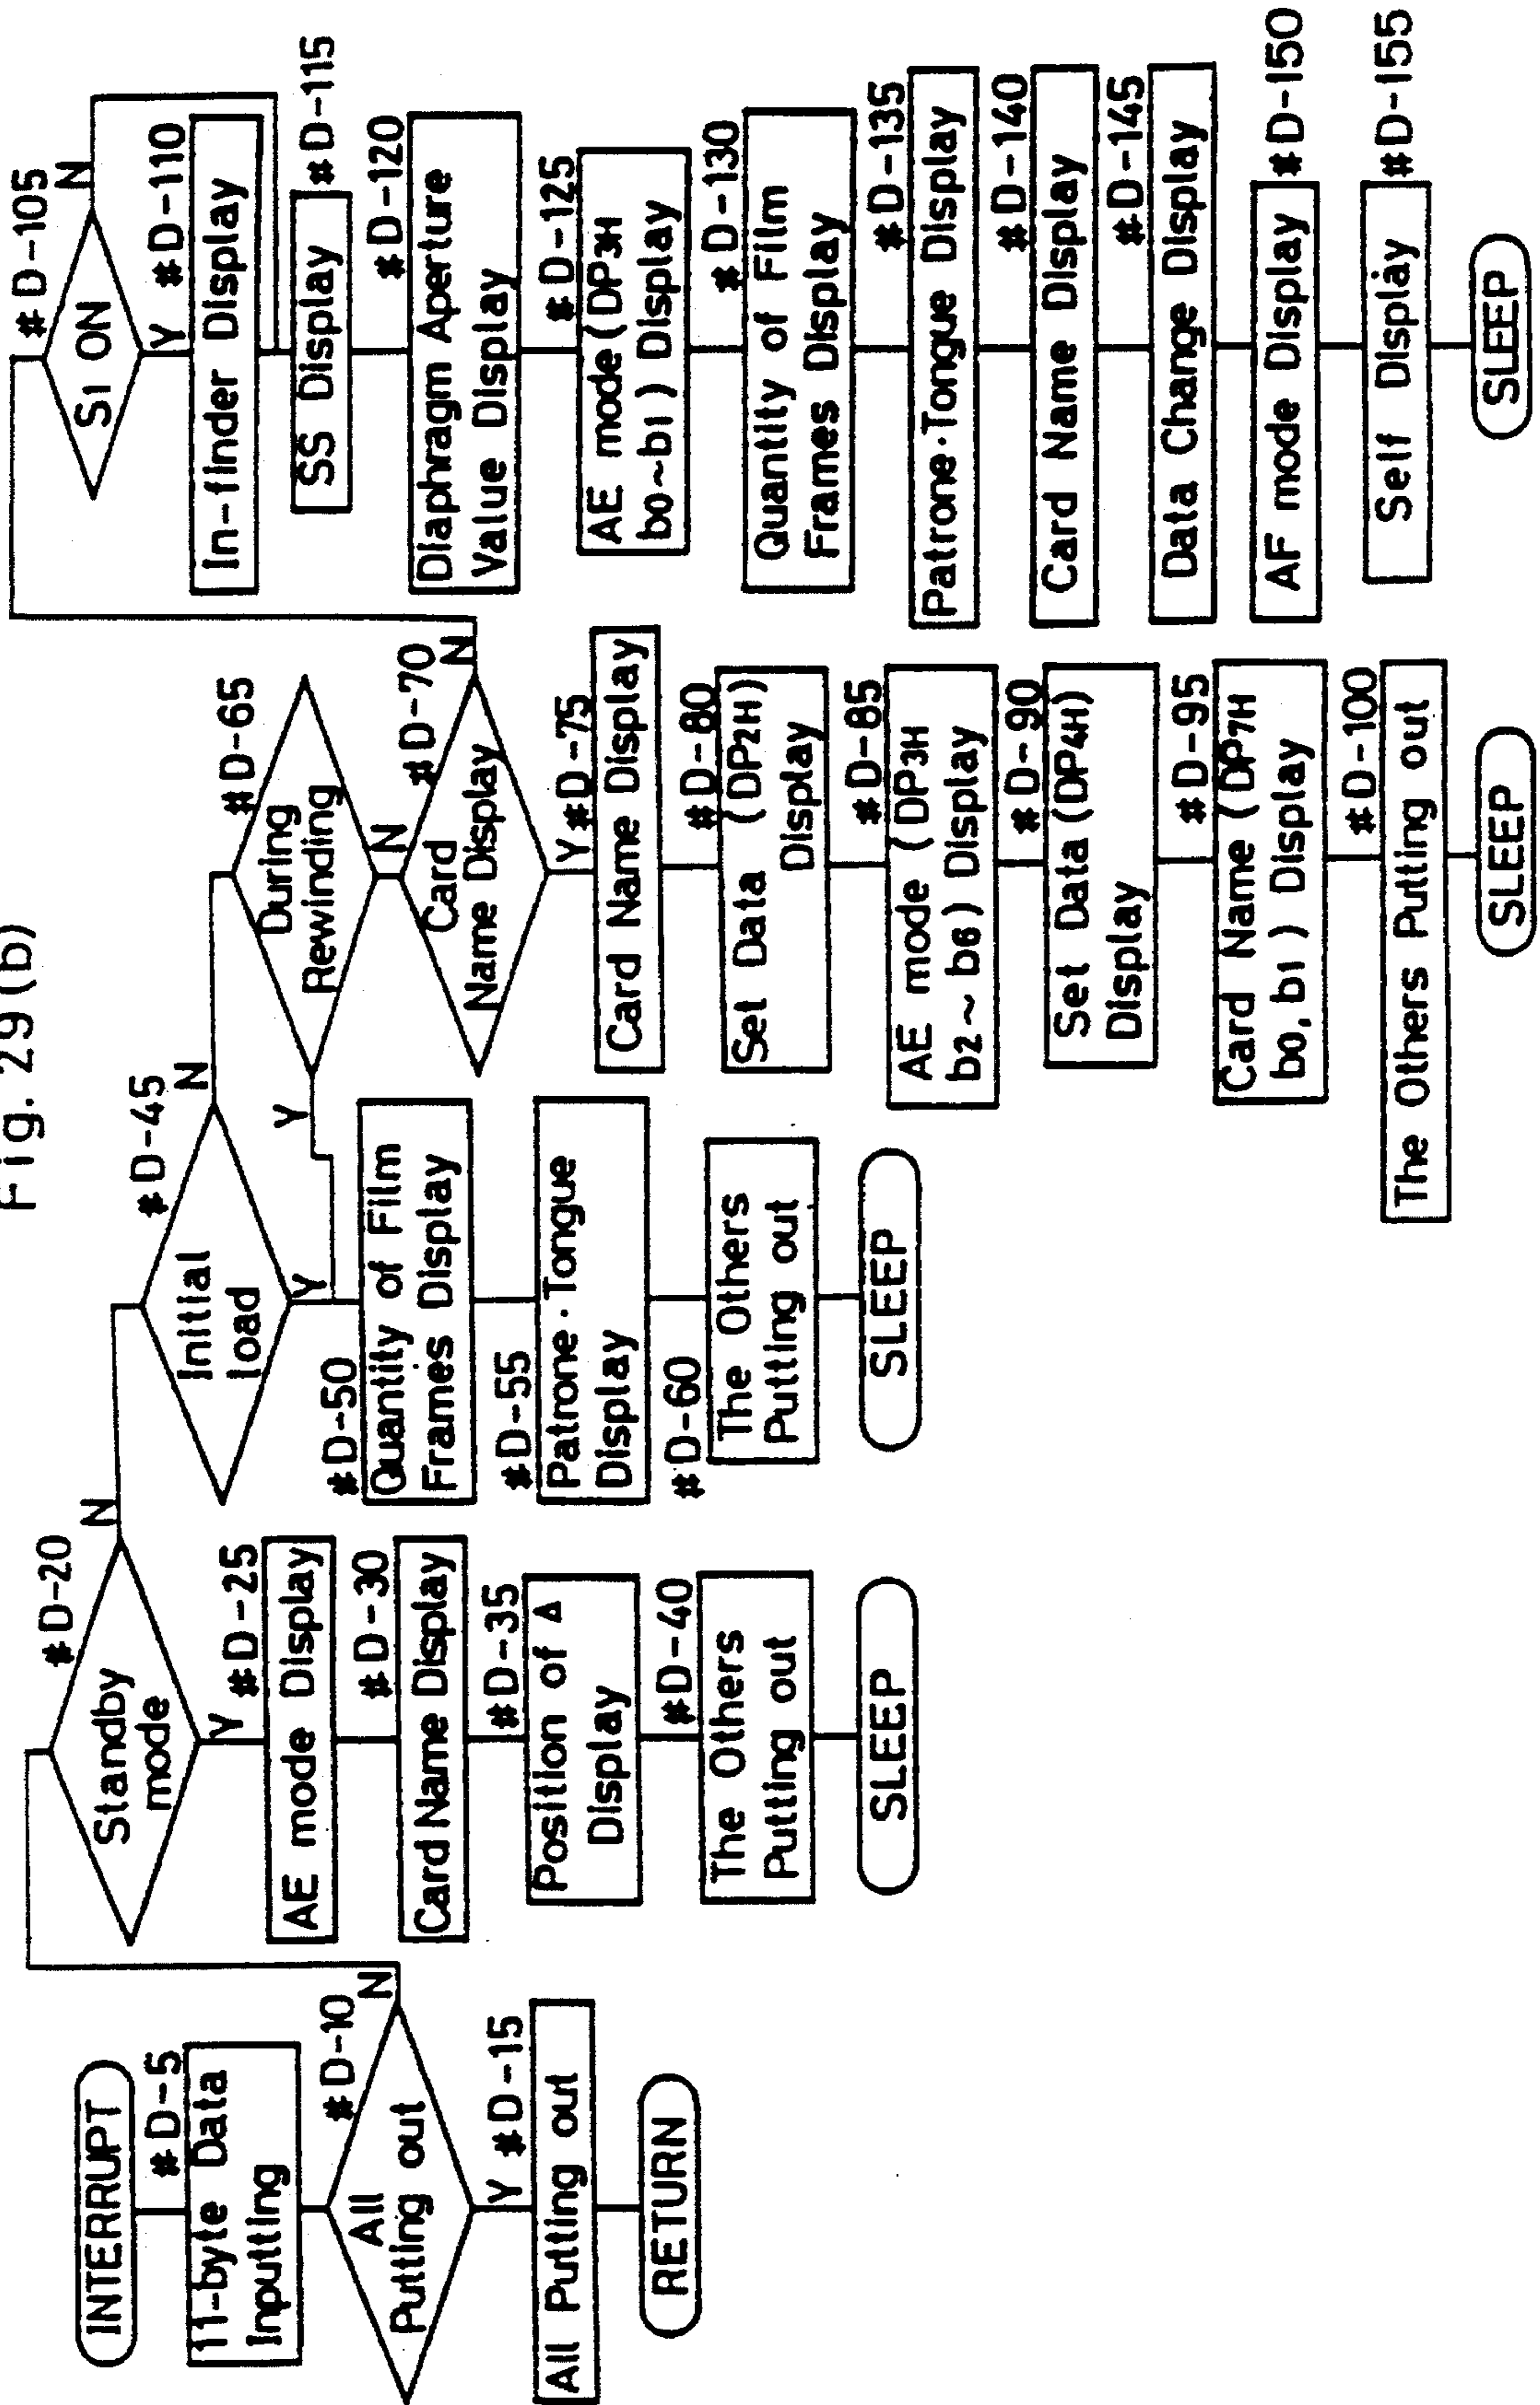 Fig. 29(b)
INTERRUPT
#D-5
11-byte Data
Inputting
#D-10
All
Putting out
N
Y #D-15
All Putting out
RETURN
#D-20
Standby
mode
N
Y #D-25
AE mode Display
#D-30
Card Name Display
#D-35
Position of Δ
Display
#D-40
The Others
Putting out
SLEEP
#D-45
Initial
load
N
Y
#D-50
Quantity of Film
Frames Display
#D-55
Patrone·Tongue
Display
#D-60
The Others
Putting out
SLEEP
#D-65
During
Rewinding
Y
N
#D-70
Card
Name Display
N
Y #D-75
Card Name Display
#D-80
Set Data (DP2H)
Display
#D-85
AE mode (DP3H
b2~b6) Display
#D-90
Set Data (DP4H)
Display
#D-95
Card Name (DP7H
b0, b1) Display
#D-100
The Others Putting out
SLEEP
#D-105
S1 ON
N
Y #D-110
In-finder Display
SS Display #D-115
#D-120
Diaphragm Aperture
Value Display
#D-125
AE mode (DP3H
b0~b1) Display
#D-130
Quantity of Film
Frames Display
#D-135
Patrone·Tongue Display
#D-140
Card Name Display
#D-145
Data Change Display
AF mode Display #D-150
Self Display #D-155
SLEEP